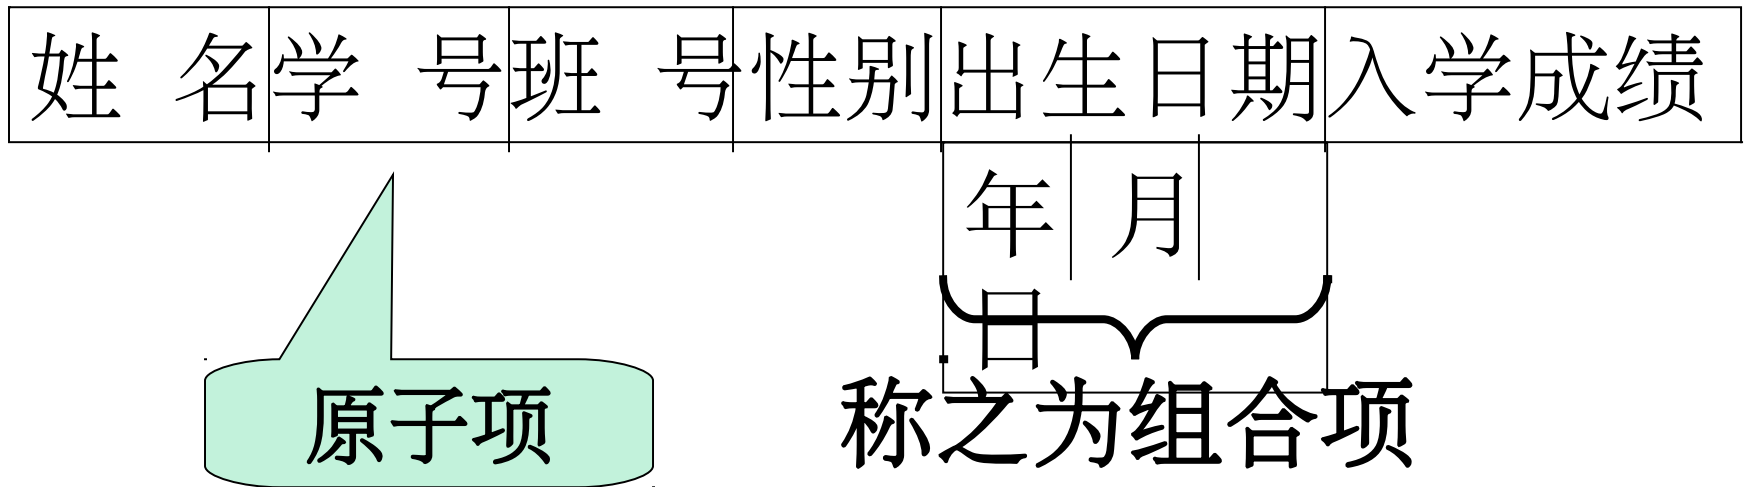 姓 名 学 号 班 号 性别 出生日期 入学成绩
年 月
日
原子项 称之为组合项